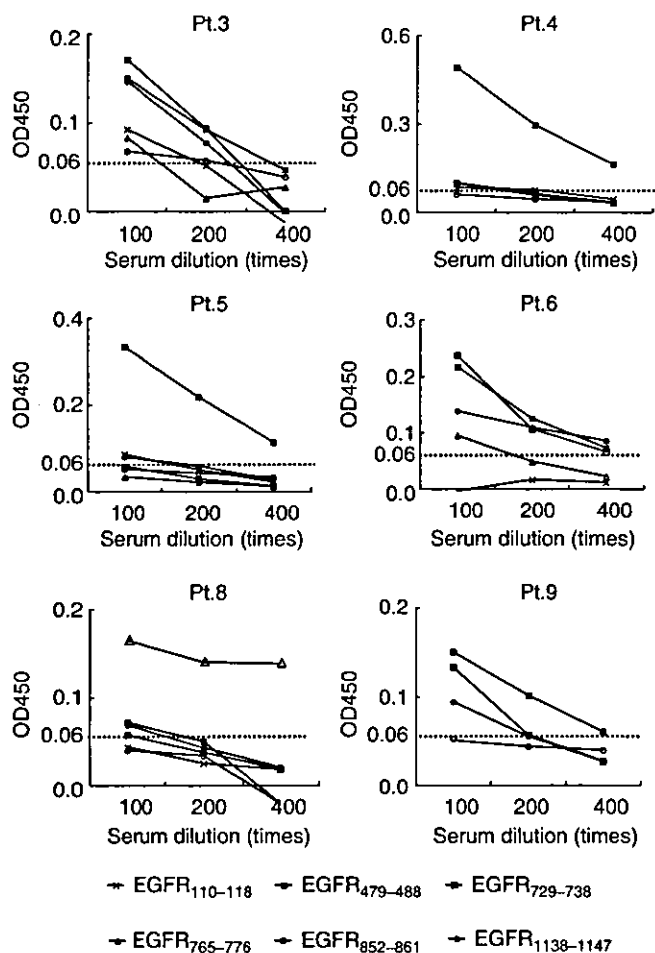 Pt.3
0.2
0.1
0.06
0.0
OD450
100 200 400
Serum dilution (times)
Pt.4
0.6
0.3
0.06
0.0
OD450
100 200 400
Serum dilution (times)
Pt.5
0.4
0.2
0.06
0.0
OD450
100 200 400
Serum dilution (times)
Pt.6
0.3
0.2
0.1
0.06
0.0
OD450
100 200 400
Serum dilution (times)
Pt.8
0.2
0.1
0.06
0.0
OD450
100 200 400
Serum dilution (times)
Pt.9
0.2
0.1
0.06
0.0
OD450
100 200 400
Serum dilution (times)
EGFR110–118 EGFR479–488 EGFR729–738
EGFR765–776 EGFR852–861 EGFR1138–1147